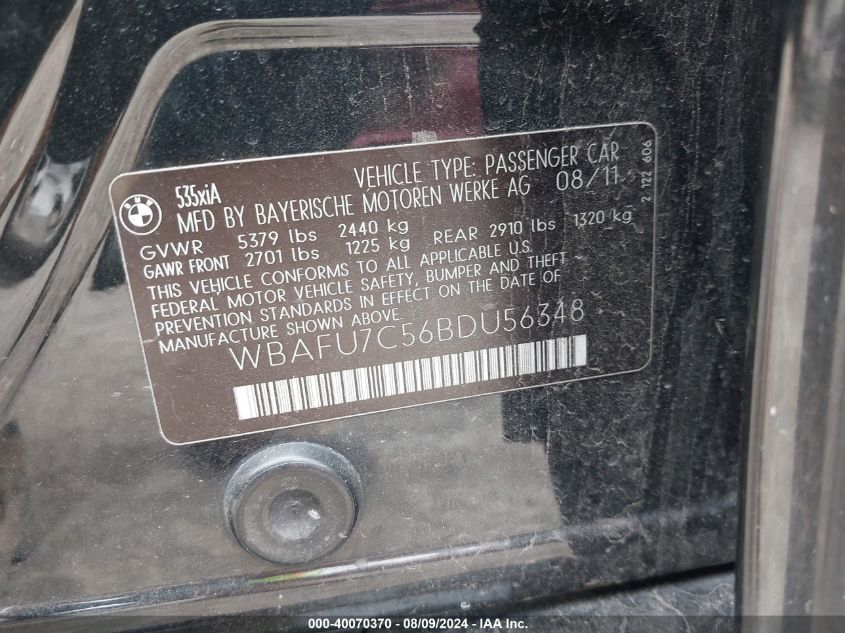 BMW
535xiA
VEHICLE TYPE: PASSENGER CAR
MFD BY BAYERISCHE MOTOREN WERKE AG 08/11
GVWR 5379 lbs 2440 kg
GAWR FRONT 2701 lbs 1225 kg REAR 2910 lbs 1320 kg
THIS VEHICLE CONFORMS TO ALL APPLICABLE U.S.
FEDERAL MOTOR VEHICLE SAFETY, BUMPER AND THEFT
PREVENTION STANDARDS IN EFFECT ON THE DATE OF
MANUFACTURE SHOWN ABOVE.
WBAFU7C56BDU56348
2 122 606
000-40070370 - 08/09/2024 - IAA Inc.